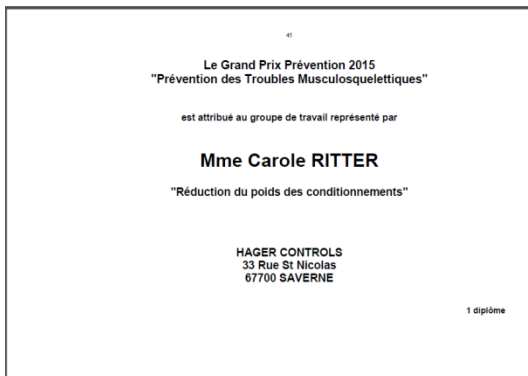 45
Le Grand Prix Prévention 2015
"Prévention des Troubles Musculosquelettiques"
est attribué au groupe de travail représenté par
Mme Carole RITTER
"Réduction du poids des conditionnements"
HAGER CONTROLS
33 Rue St Nicolas
67700 SAVERNE
1 diplôme